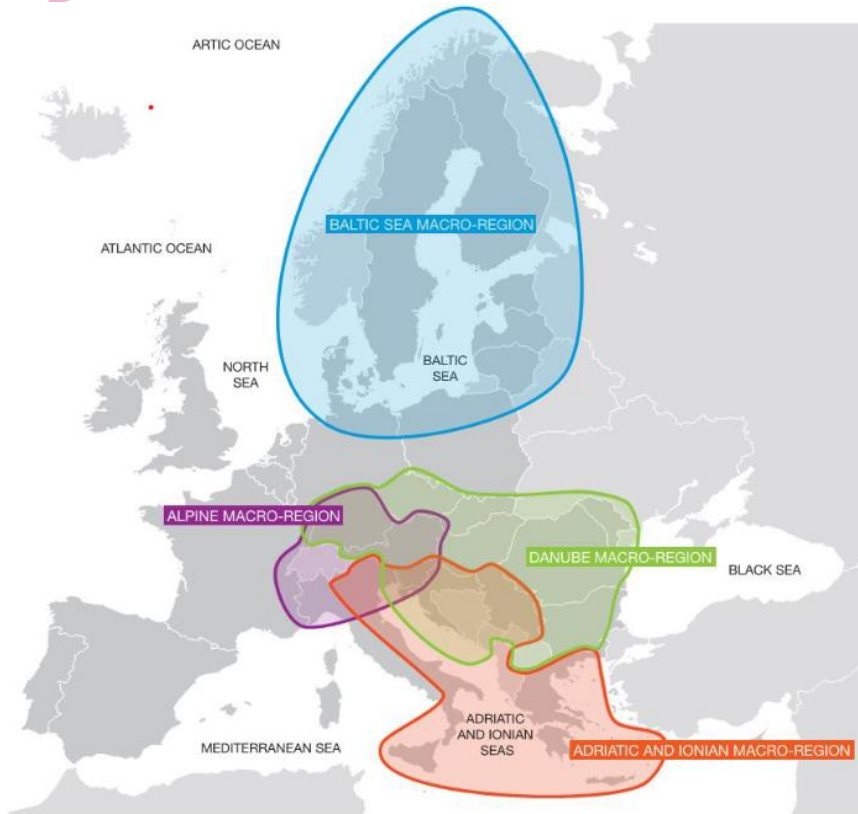 ARTIC OCEAN
BALTIC SEA MACRO-REGION
ATLANTIC OCEAN
NORTH
SEA
BALTIC
SEA
ALPINE MACRO-REGION
DANUBE MACRO-REGION
BLACK SEA
ADRIATIC
AND IONIAN
SEAS
MEDITERRANEAN SEA
ADRIATIC AND IONIAN MACRO-REGION